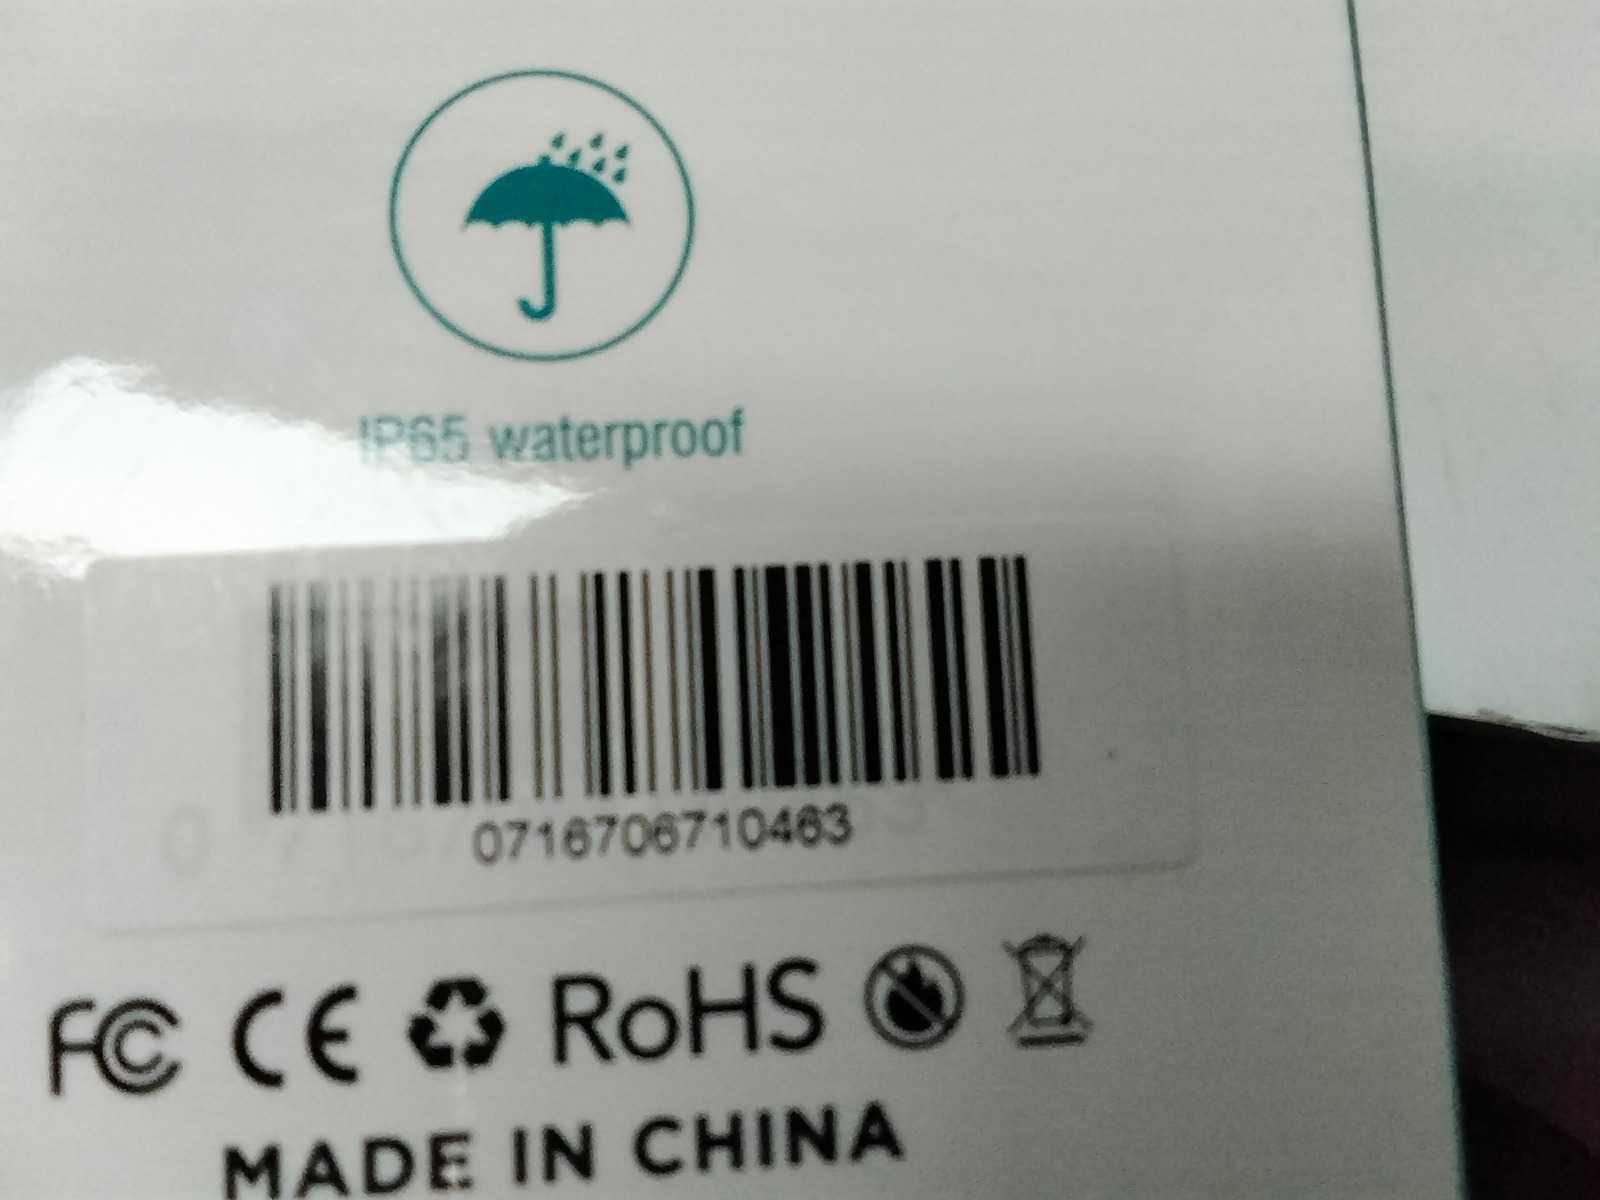 IP65 waterproof
0716706710463
FC CE RoHS
MADE IN CHINA